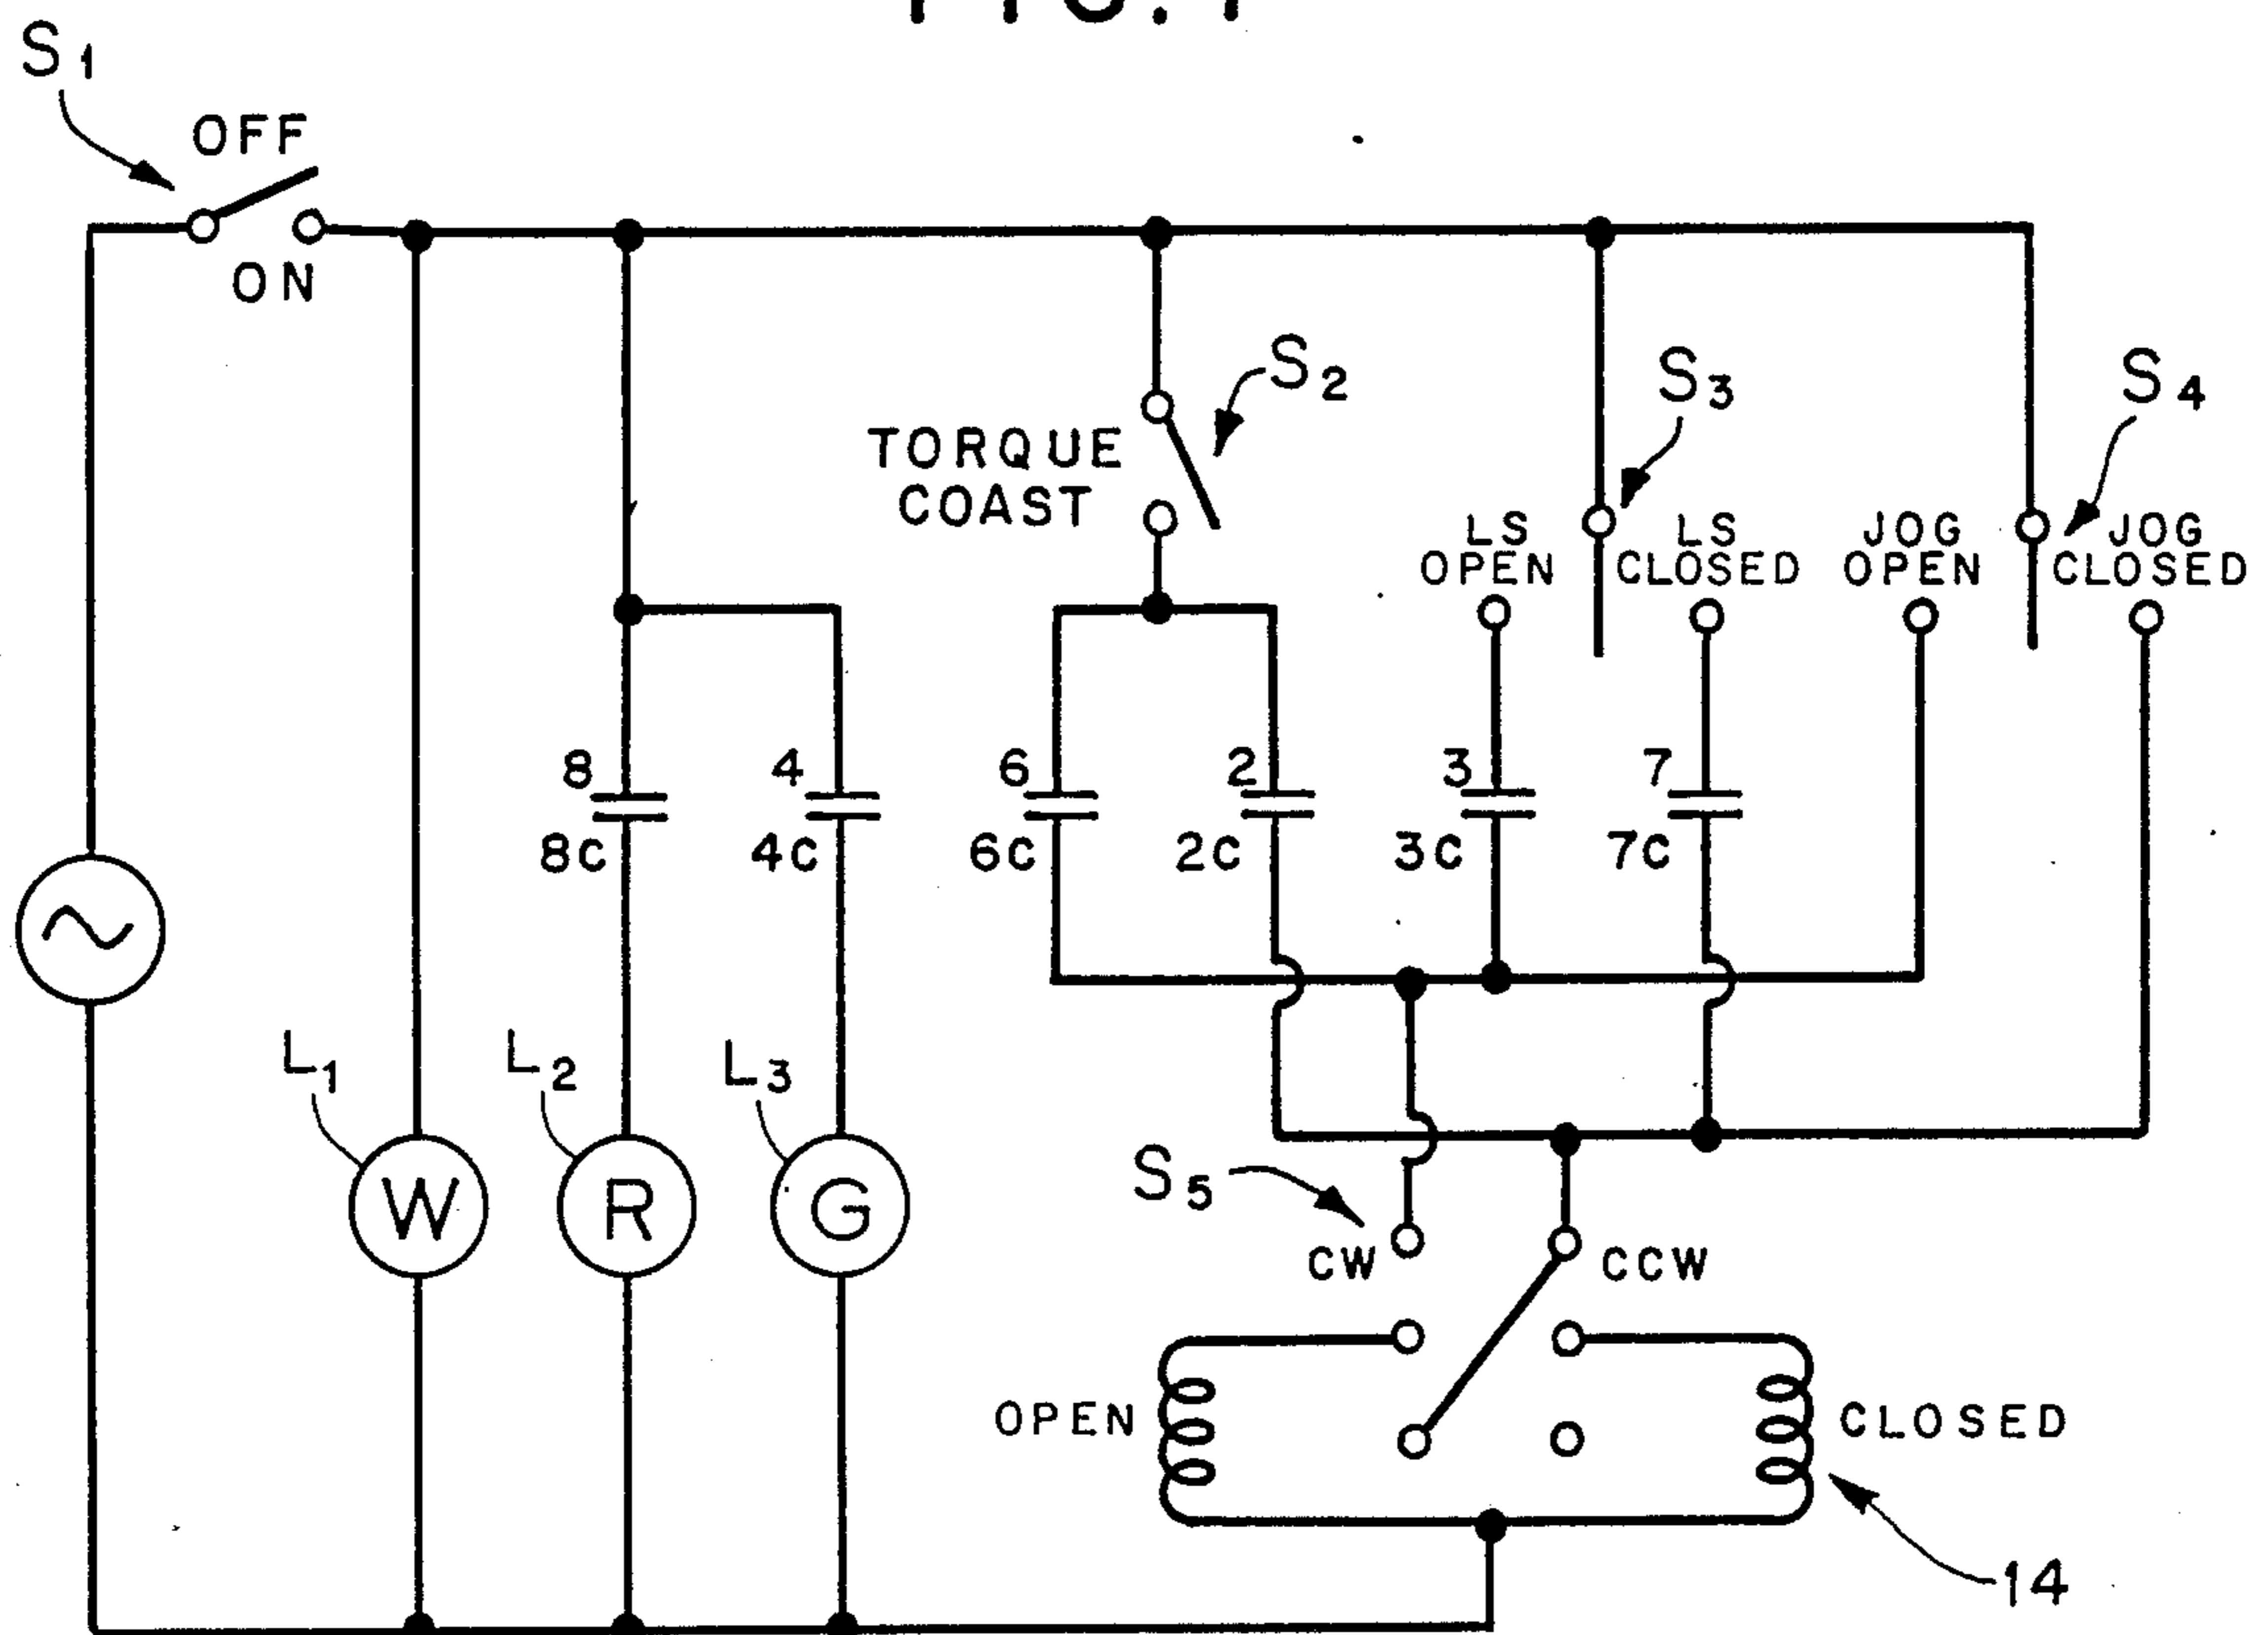 S1
OFF
ON
S2
TORQUE
COAST
S3
S4
LS
OPEN
LS
CLOSED
JOG
OPEN
JOG
CLOSED
8
8C
4
4C
6
6C
2
2C
3
3C
7
7C
L1
L2
L3
W
R
G
S5
CW
CCW
OPEN
CLOSED
14